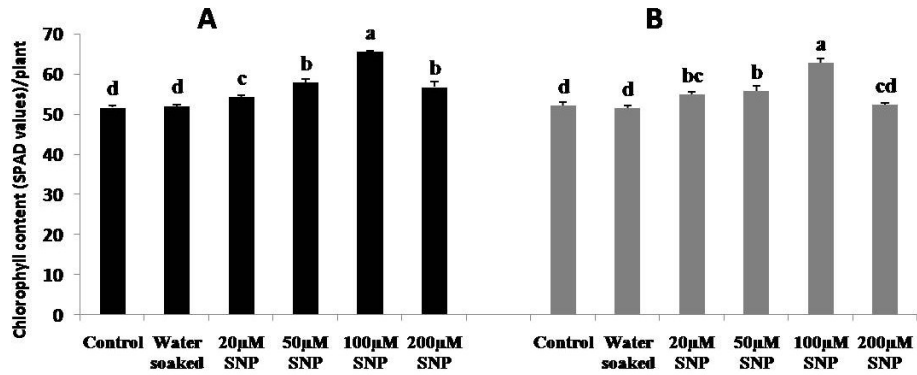 A
B
Chlorophyll content (SPAD values)/plant
70
60
50
40
30
20
10
0
d
d
c
b
a
b
d
d
bc
b
a
cd
Control
Water soaked
20µM SNP
50µM SNP
100µM SNP
200µM SNP
Control
Water soaked
20µM SNP
50µM SNP
100µM SNP
200µM SNP